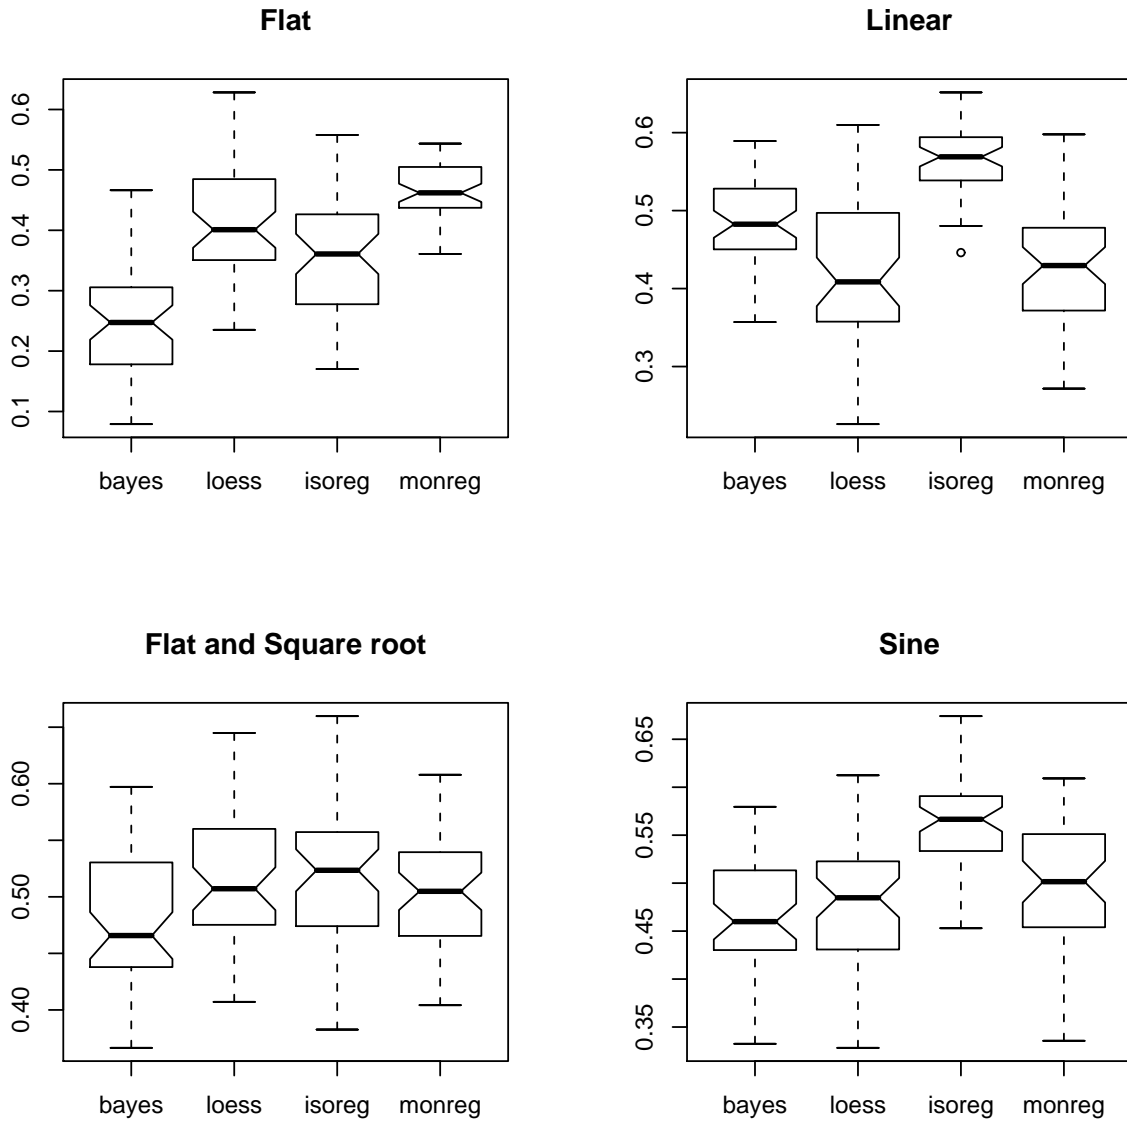 Flat
0.1 0.2 0.3 0.4 0.5 0.6
bayes loess isoreg monreg
Linear
0.3 0.4 0.5 0.6
bayes loess isoreg monreg
Flat and Square root
0.40 0.50 0.60
bayes loess isoreg monreg
Sine
0.35 0.45 0.55 0.65
bayes loess isoreg monreg